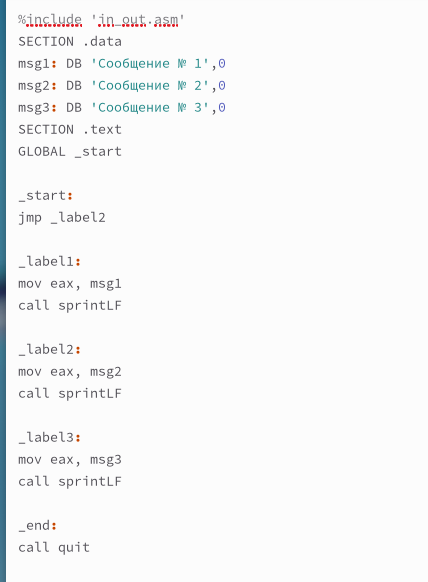 %include 'in_out.asm'
SECTION .data
msg1: DB 'Сообщение № 1',0
msg2: DB 'Сообщение № 2',0
msg3: DB 'Сообщение № 3',0
SECTION .text
GLOBAL _start
_start:
jmp _label2
_label1:
mov eax, msg1
call sprintLF
_label2:
mov eax, msg2
call sprintLF
_label3:
mov eax, msg3
call sprintLF
_end:
call quit